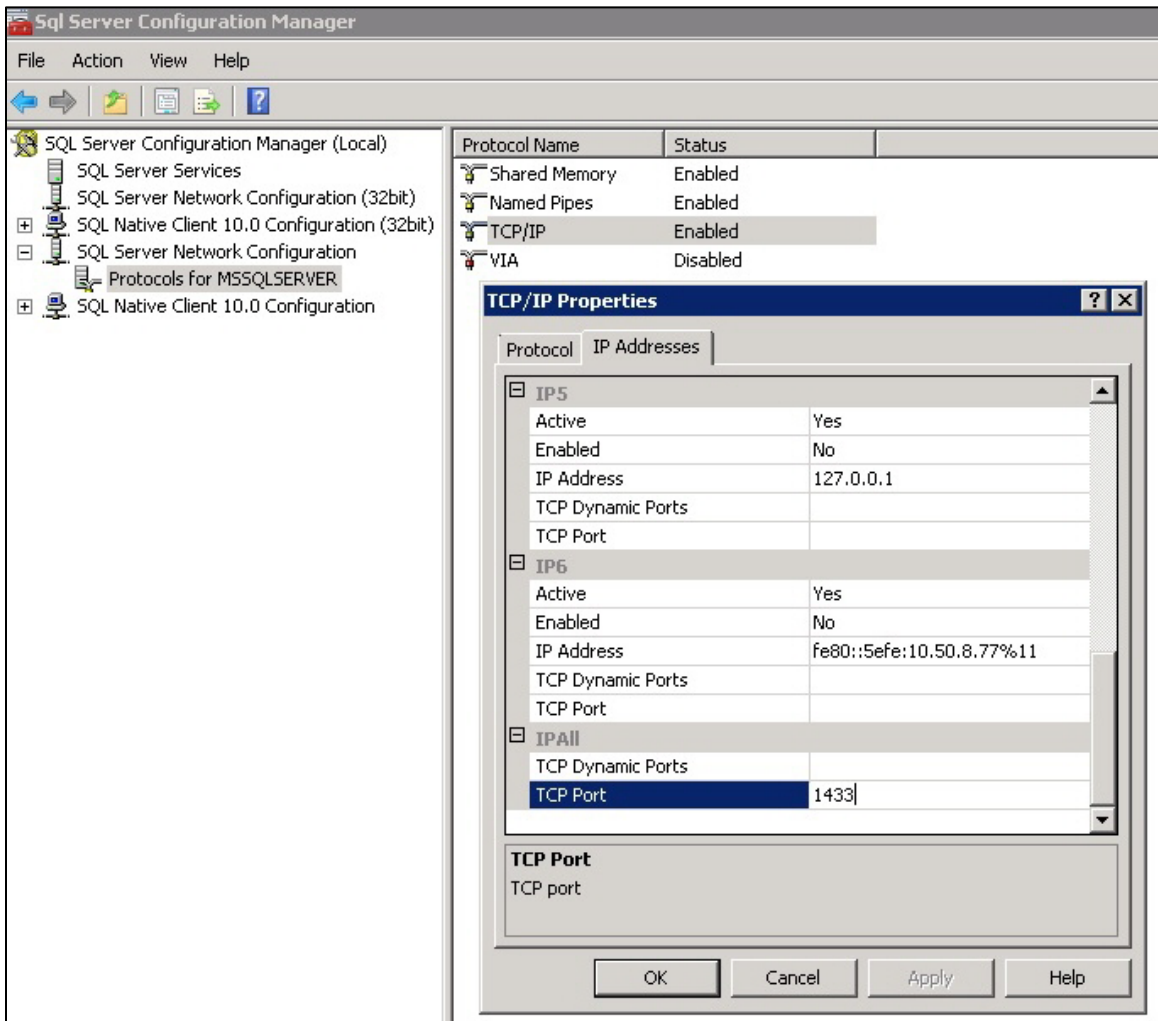 Sql Server Configuration Manager
File Action View Help
SQL Server Configuration Manager (Local)
SQL Server Services
SQL Server Network Configuration (32bit)
SQL Native Client 10.0 Configuration (32bit)
SQL Server Network Configuration
Protocols for MSSQLSERVER
SQL Native Client 10.0 Configuration
Protocol Name Status
Shared Memory Enabled
Named Pipes Enabled
TCP/IP Enabled
VIA Disabled
TCP/IP Properties
Protocol IP Addresses
IP5
Active Yes
Enabled No
IP Address 127.0.0.1
TCP Dynamic Ports
TCP Port
IP6
Active Yes
Enabled No
IP Address fe80::5efe:10.50.8.77%11
TCP Dynamic Ports
TCP Port
IPAll
TCP Dynamic Ports
TCP Port 1433
TCP Port
TCP port
OK Cancel Apply Help